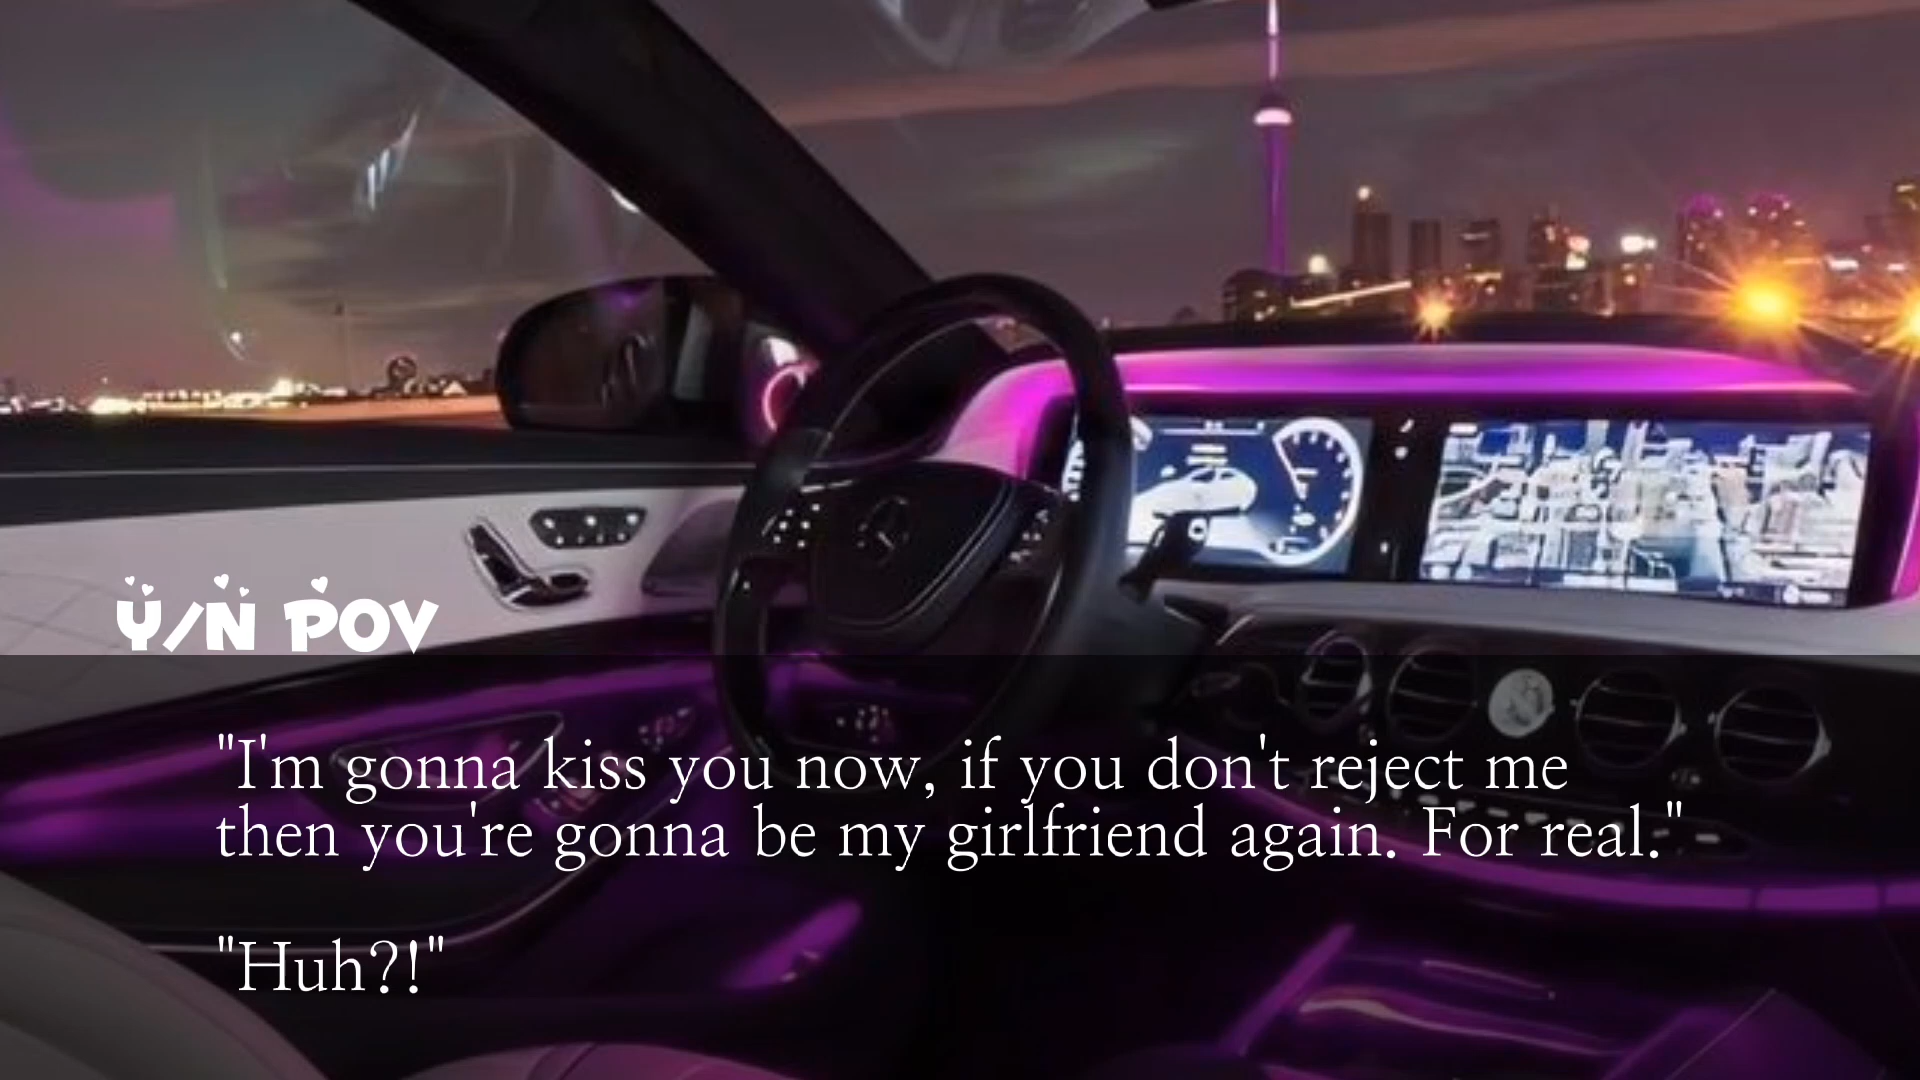 Y/N POV
"I'm gonna kiss you now, if you don't reject me
then you're gonna be my girlfriend again. For real."
"Huh?!"